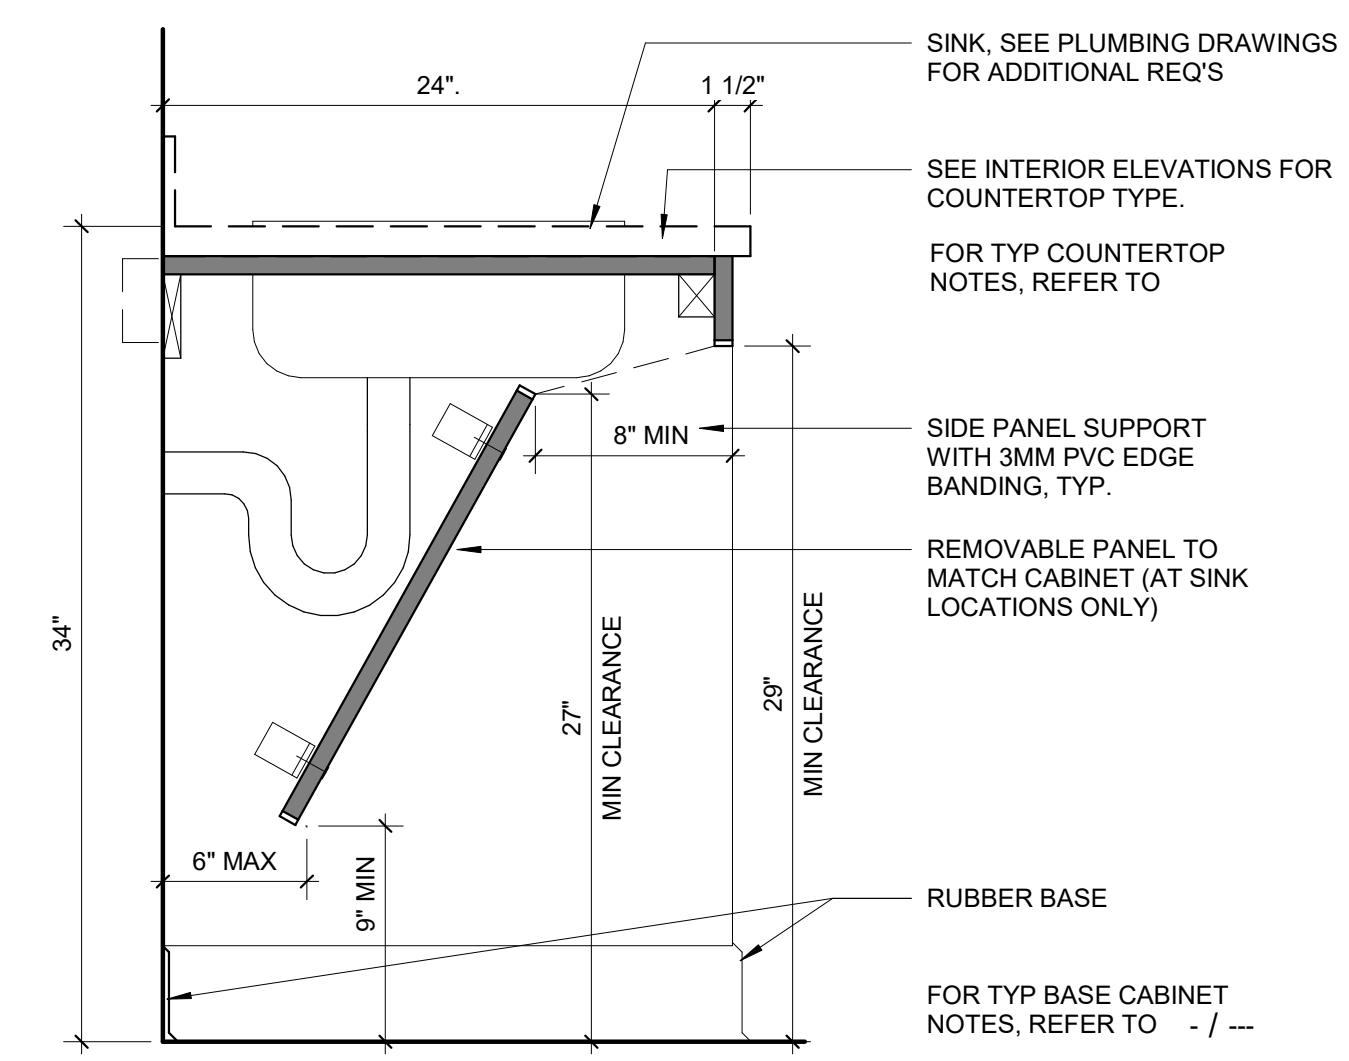 SINK, SEE PLUMBING DRAWINGS
FOR ADDITIONAL REQ'S
24".
1 1/2"
SEE INTERIOR ELEVATIONS FOR
COUNTERTOP TYPE.
FOR TYP COUNTERTOP
NOTES, REFER TO
8" MIN
SIDE PANEL SUPPORT
WITH 3MM PVC EDGE
BANDING, TYP.
REMOVABLE PANEL TO
MATCH CABINET (AT SINK
LOCATIONS ONLY)
34"
27"
MIN CLEARANCE
29"
MIN CLEARANCE
6" MAX
9" MIN
RUBBER BASE
FOR TYP BASE CABINET
NOTES, REFER TO - / ---